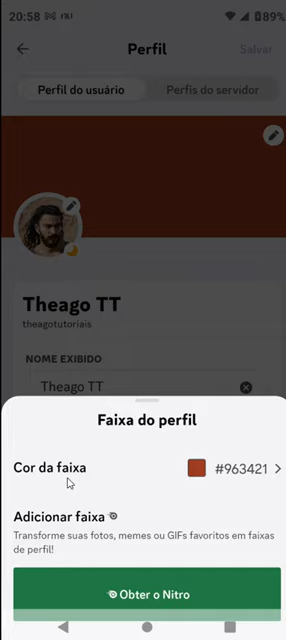 20:58 89%
Perfil Salvar
Perfil do usuário Perfis do servidor
Theago TT
theagotutoriais
NOME EXIBIDO
Theago TT
Faixa do perfil
Cor da faixa #963421
Adicionar faixa
Transforme suas fotos, memes ou GIFs favoritos em faixas
de perfil!
Obter o Nitro